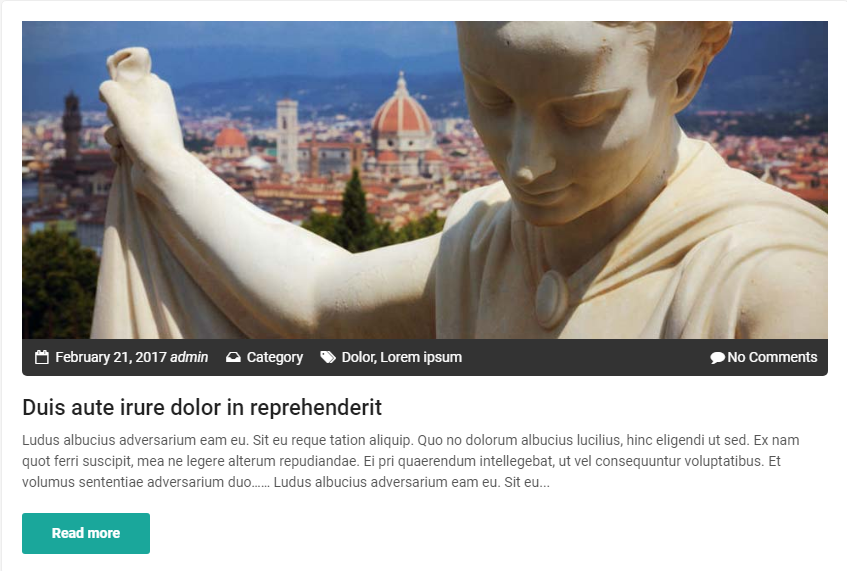 February 21, 2017 admin Category Dolor, Lorem ipsum No Comments
Duis aute irure dolor in reprehenderit
Ludus albucius adversarium eam eu. Sit eu reque tation aliquip. Quo no dolorum albucius lucilius, hinc eligendi ut sed. Ex nam
quot ferri suscipit, mea ne legere alterum repudiandae. Ei pri quaerendum intellegebat, ut vel consequuntur voluptatibus. Et
volumus sententiae adversarium duo…… Ludus albucius adversarium eam eu. Sit eu...
Read more